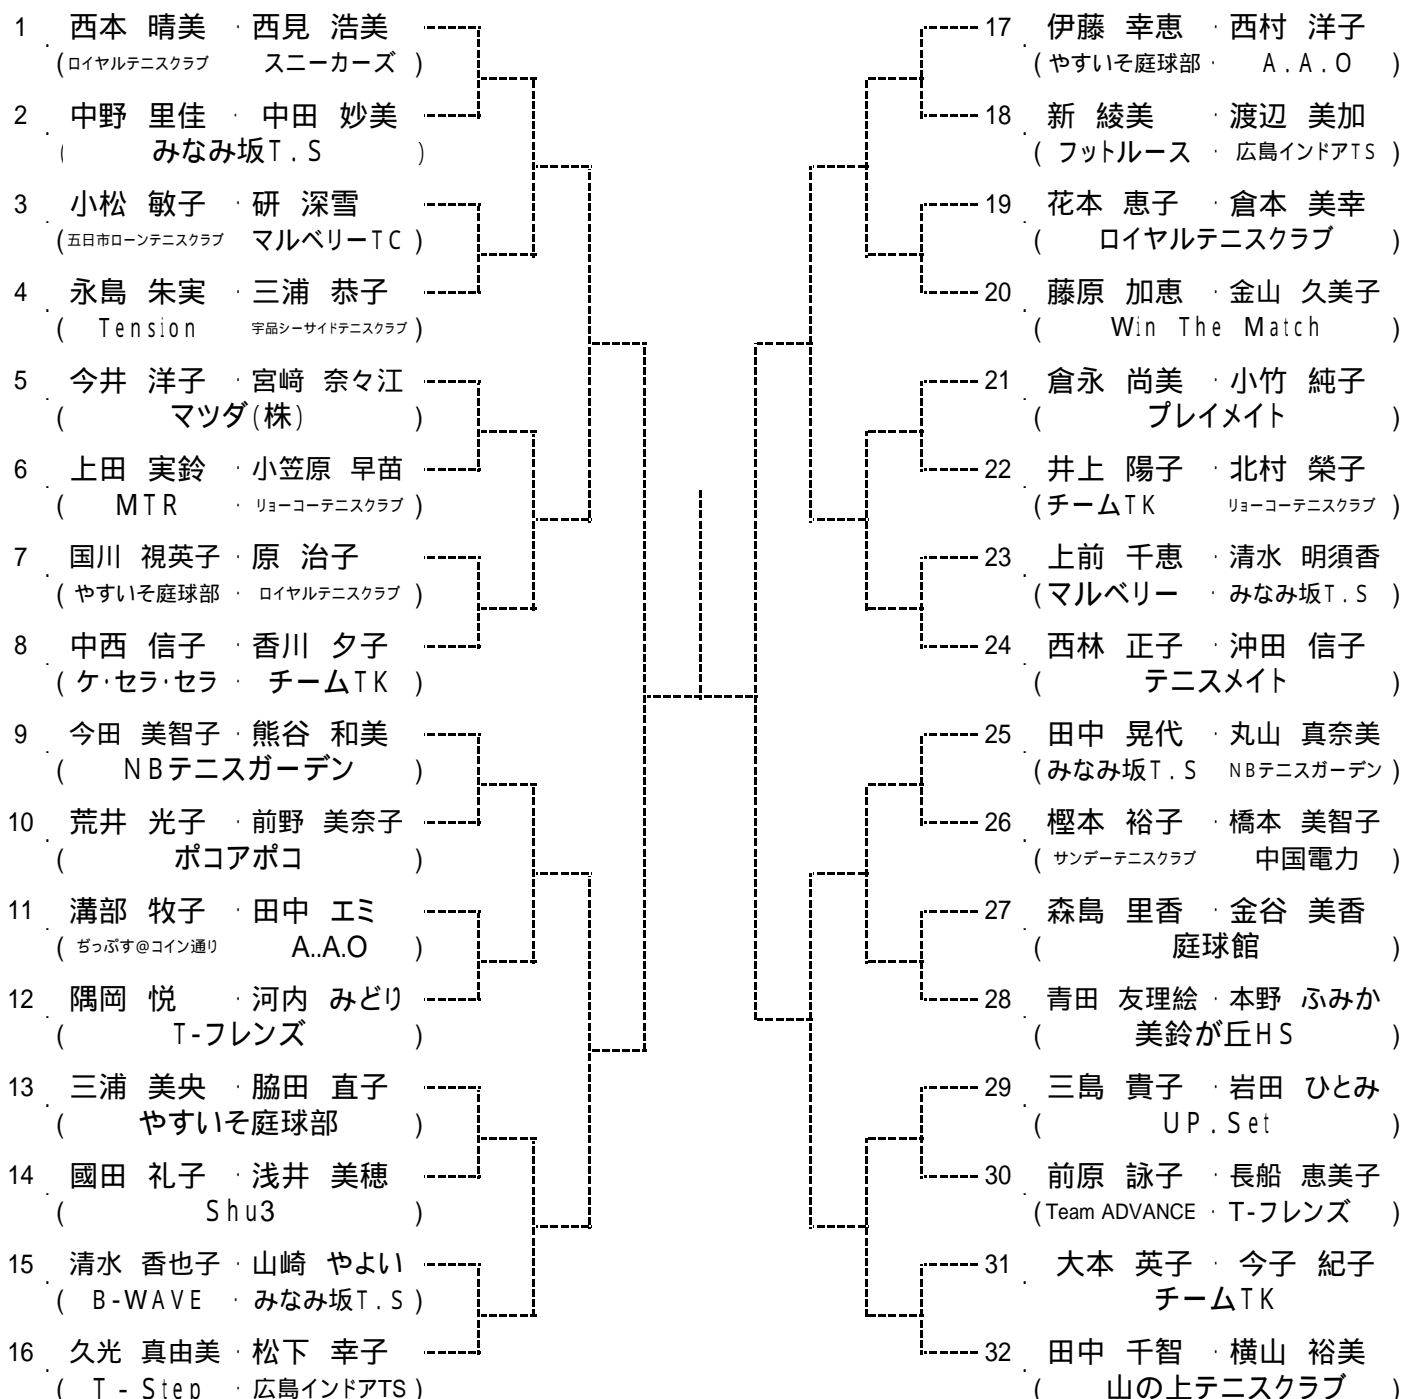 1 西本 晴美 ・ 西見 浩美
(ロイヤルテニスクラブ スニーカーズ)
2 中野 里佳 ・ 中田 妙美
(みなみ坂T.S)
3 小松 敏子 ・ 研 深雪
(五日市ローンテニスクラブ マルベリーTC)
4 永島 朱実 ・ 三浦 恭子
(Tension 宇品シーサイドテニスクラブ)
5 今井 洋子 ・ 宮﨑 奈々江
(マツダ(株))
6 上田 実鈴 ・ 小笠原 早苗
(MTR ・ リョーコーテニスクラブ)
7 国川 視英子 ・ 原 治子
(やすいそ庭球部 ・ ロイヤルテニスクラブ)
8 中西 信子 ・ 香川 夕子
(ケ・セラ・セラ ・ チームTK)
9 今田 美智子 ・ 熊谷 和美
(NBテニスガーデン)
10 荒井 光子 ・ 前野 美奈子
(ポコアポコ)
11 溝部 牧子 ・ 田中 エミ
(ぢっぶす@コイン通り A..A.O)
12 隅岡 悦 ・ 河内 みどり
(T-フレンズ)
13 三浦 美央 ・ 脇田 直子
(やすいそ庭球部)
14 國田 礼子 ・ 浅井 美穂
(Shu3)
15 清水 香也子 ・ 山崎 やよい
(B-WAVE ・ みなみ坂T.S)
16 久光 真由美 ・ 松下 幸子
(T-Step ・ 広島インドアTS)
17 伊藤 幸恵 ・ 西村 洋子
(やすいそ庭球部 ・ A.A.O)
18 新 綾美 ・ 渡辺 美加
(フットルース ・ 広島インドアTS)
19 花本 恵子 ・ 倉本 美幸
(ロイヤルテニスクラブ)
20 藤原 加恵 ・ 金山 久美子
(Win The Match)
21 倉永 尚美 ・ 小竹 純子
(プレイメイト)
22 井上 陽子 ・ 北村 榮子
(チームTK リョーコーテニスクラブ)
23 上前 千恵 ・ 清水 明須香
(マルベリー ・ みなみ坂T.S)
24 西林 正子 ・ 沖田 信子
(テニスメイト)
25 田中 晃代 ・ 丸山 真奈美
(みなみ坂T.S NBテニスガーデン)
26 樫本 裕子 ・ 橋本 美智子
(サンデーテニスクラブ 中国電力)
27 森島 里香 ・ 金谷 美香
(庭球館)
28 青田 友理絵 ・ 本野 ふみか
(美鈴が丘HS)
29 三島 貴子 ・ 岩田 ひとみ
(UP.Set)
30 前原 詠子 ・ 長船 恵美子
(Team ADVANCE ・ T-フレンズ)
31 大本 英子 ・ 今子 紀子
チームTK
32 田中 千智 ・ 横山 裕美
(山の上テニスクラブ)